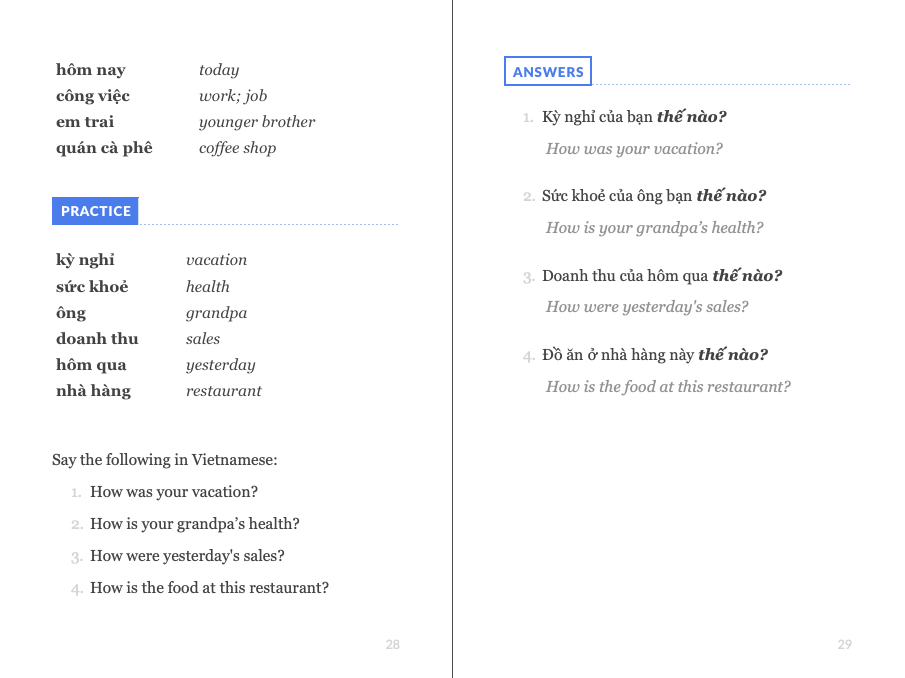 hôm nay today
công việc work; job
em trai younger brother
quán cà phê coffee shop
PRACTICE
kỳ nghỉ vacation
sức khoẻ health
ông grandpa
doanh thu sales
hôm qua yesterday
nhà hàng restaurant
Say the following in Vietnamese:
1. How was your vacation?
2. How is your grandpa’s health?
3. How were yesterday's sales?
4. How is the food at this restaurant?
28
ANSWERS
1. Kỳ nghỉ của bạn thế nào?
How was your vacation?
2. Sức khoẻ của ông bạn thế nào?
How is your grandpa’s health?
3. Doanh thu của hôm qua thế nào?
How were yesterday's sales?
4. Đồ ăn ở nhà hàng này thế nào?
How is the food at this restaurant?
29